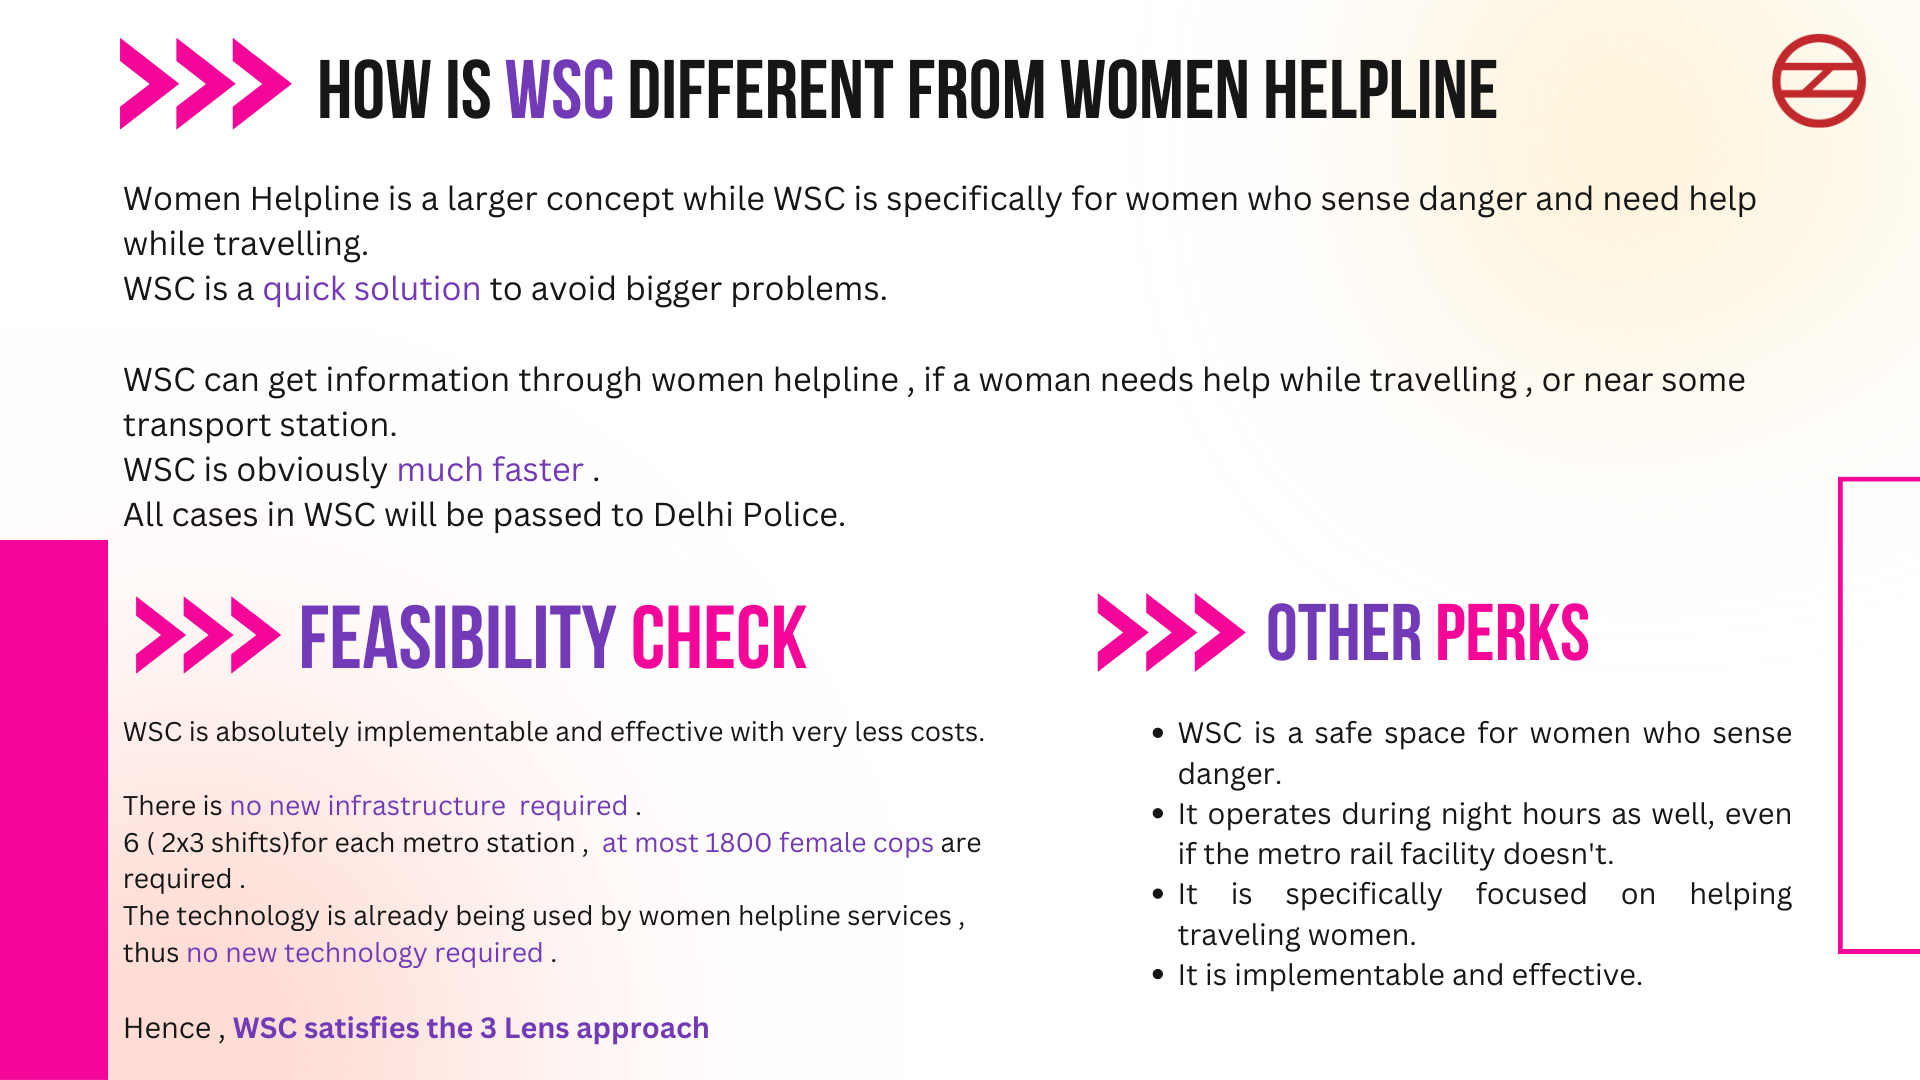 HOW IS WSC DIFFERENT FROM WOMEN HELPLINE
Women Helpline is a larger concept while WSC is specifically for women who sense danger and need help
while travelling.
WSC is a quick solution to avoid bigger problems.
WSC can get information through women helpline , if a woman needs help while travelling , or near some
transport station.
WSC is obviously much faster .
All cases in WSC will be passed to Delhi Police.
FEASIBILITY CHECK
WSC is absolutely implementable and effective with very less costs.
There is no new infrastructure  required .
6 ( 2x3 shifts)for each metro station ,  at most 1800 female cops are
required .
The technology is already being used by women helpline services ,
thus no new technology required .
Hence , WSC satisfies the 3 Lens approach
OTHER PERKS
• WSC is a safe space for women who sense
danger.
• It operates during night hours as well, even
if the metro rail facility doesn't.
• It is specifically focused on helping
traveling women.
• It is implementable and effective.